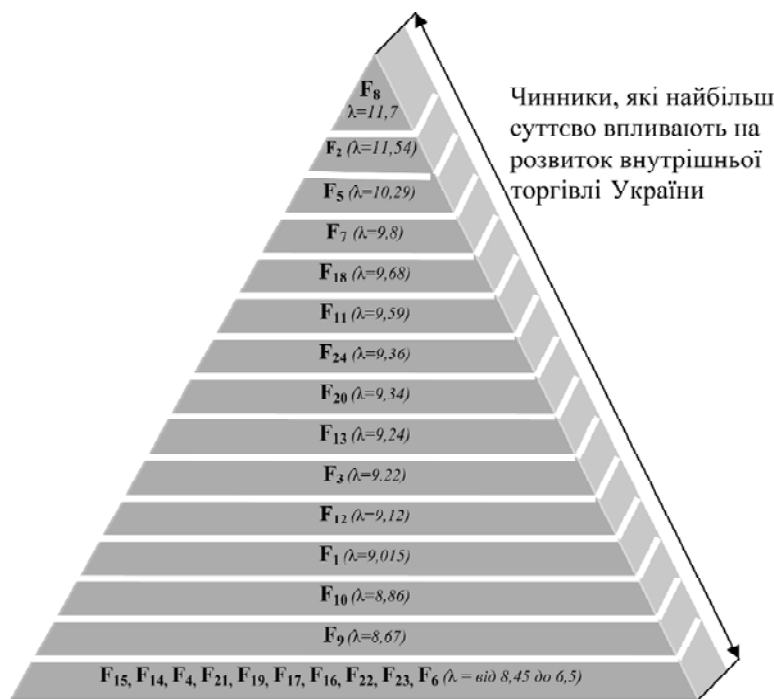 F8
λ=11,7
Чинники, які найбільш
суттєво впливають на
розвиток внутрішньої
торгівлі України
F2 (λ=11,54)
F5 (λ=10,29)
F7 (λ=9,8)
F18 (λ=9,68)
F11 (λ=9,59)
F24 (λ=9,36)
F20 (λ=9,34)
F13 (λ=9,24)
F3 (λ=9.22)
F12 (λ=9,12)
F1 (λ=9,015)
F10 (λ=8,86)
F9 (λ=8,67)
F15, F14, F4, F21, F19, F17, F16, F22, F23, F6 (λ = від 8,45 до 6,5)